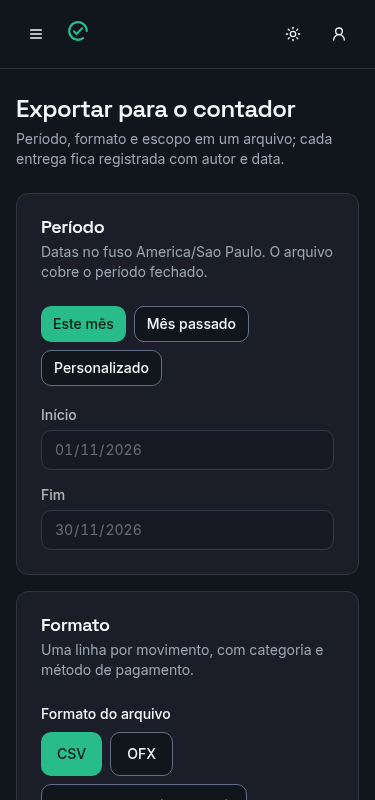 Exportar para o contador
Período, formato e escopo em um arquivo; cada
entrega fica registrada com autor e data.
Período
Datas no fuso America/Sao Paulo. O arquivo
cobre o período fechado.
Este mês
Mês passado
Personalizado
Início
01/11/2026
Fim
30/11/2026
Formato
Uma linha por movimento, com categoria e
método de pagamento.
Formato do arquivo
CSV
OFX